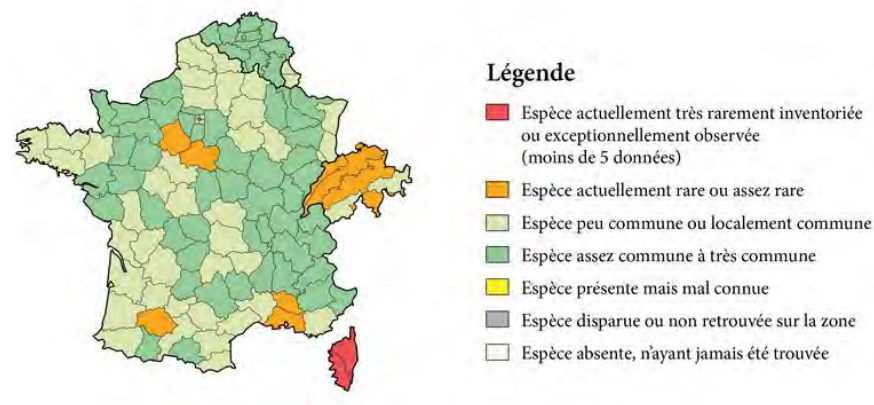 Légende
Espèce actuellement très rarement inventoriée
ou exceptionnellement observée
(moins de 5 données)
Espèce actuellement rare ou assez rare
Espèce peu commune ou localement commune
Espèce assez commune à très commune
Espèce présente mais mal connue
Espèce disparue ou non retrouvée sur la zone
Espèce absente, n'ayant jamais été trouvée